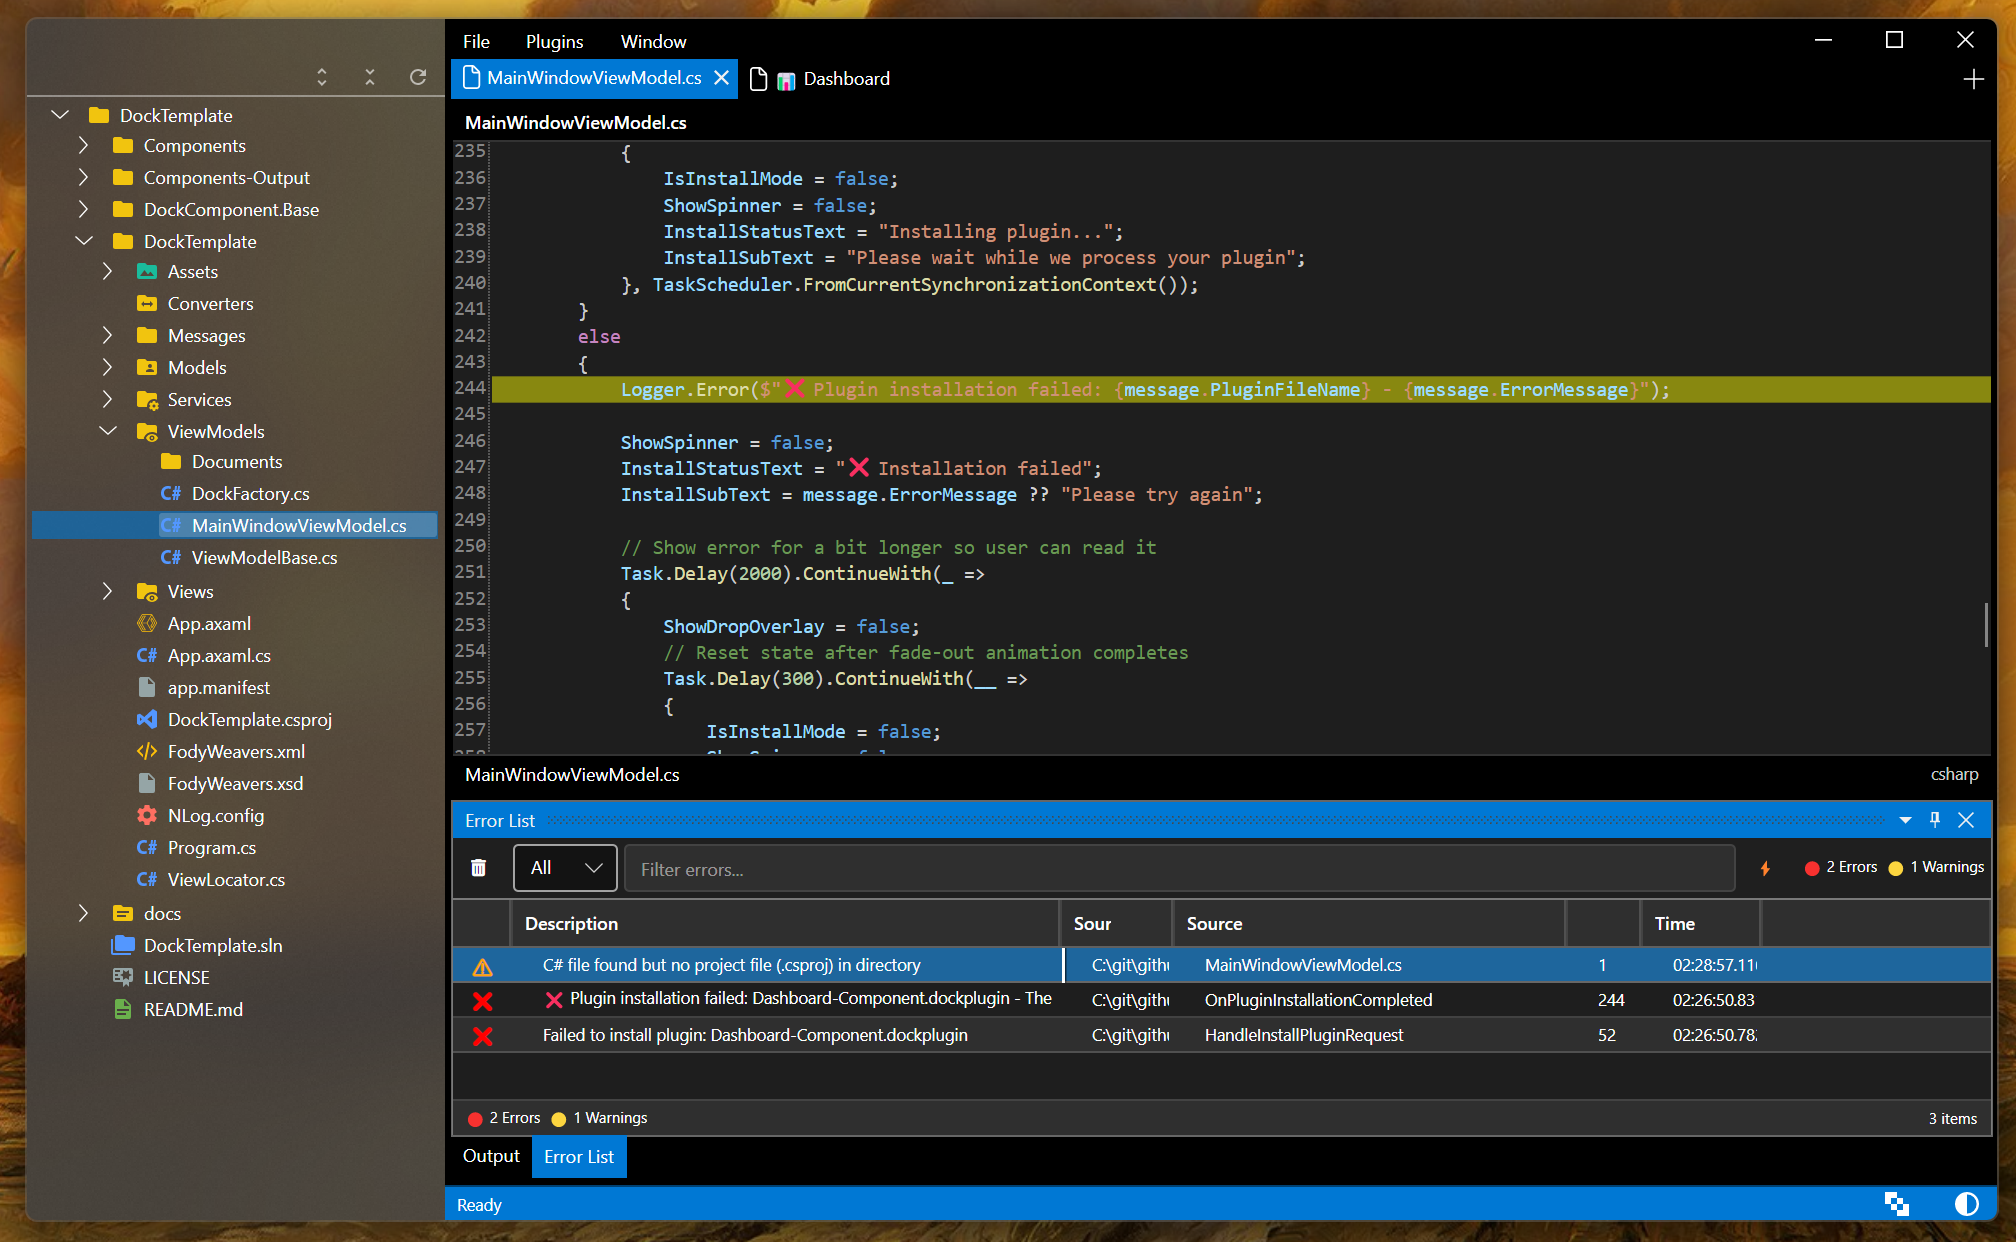 File Plugins Window
MainWindowViewModel.cs
Dashboard
DockTemplate
Components
Components-Output
DockComponent.Base
DockTemplate
Assets
Converters
Messages
Models
Services
ViewModels
Documents
C# DockFactory.cs
C# MainWindowViewModel.cs
C# ViewModelBase.cs
Views
App.axaml
C# App.axaml.cs
app.manifest
DockTemplate.csproj
FodyWeavers.xml
FodyWeavers.xsd
NLog.config
C# Program.cs
C# ViewLocator.cs
docs
DockTemplate.sln
LICENSE
README.md
MainWindowViewModel.cs
235 {
236 IsInstallMode = false;
237 ShowSpinner = false;
238 InstallStatusText = "Installing plugin...";
239 InstallSubText = "Please wait while we process your plugin";
240 }, TaskScheduler.FromCurrentSynchronizationContext());
241 }
242 else
243 {
244 Logger.Error($"❌ Plugin installation failed: {message.PluginFileName} - {message.ErrorMessage}");
245
246 ShowSpinner = false;
247 InstallStatusText = "❌ Installation failed";
248 InstallSubText = message.ErrorMessage ?? "Please try again";
249
250 // Show error for a bit longer so user can read it
251 Task.Delay(2000).ContinueWith(_ =>
252 {
253 ShowDropOverlay = false;
254 // Reset state after fade-out animation completes
255 Task.Delay(300).ContinueWith(__ =>
256 {
257 IsInstallMode = false;
MainWindowViewModel.cs csharp
Error List
All Filter errors... 2 Errors 1 Warnings
Description Sour Source Time
C# file found but no project file (.csproj) in directory C:\git\githu MainWindowViewModel.cs 1 02:28:57.11
❌ Plugin installation failed: Dashboard-Component.dockplugin - The C:\git\githu OnPluginInstallationCompleted 244 02:26:50.83
Failed to install plugin: Dashboard-Component.dockplugin C:\git\githu HandleInstallPluginRequest 52 02:26:50.78
2 Errors 1 Warnings 3 items
Output Error List
Ready